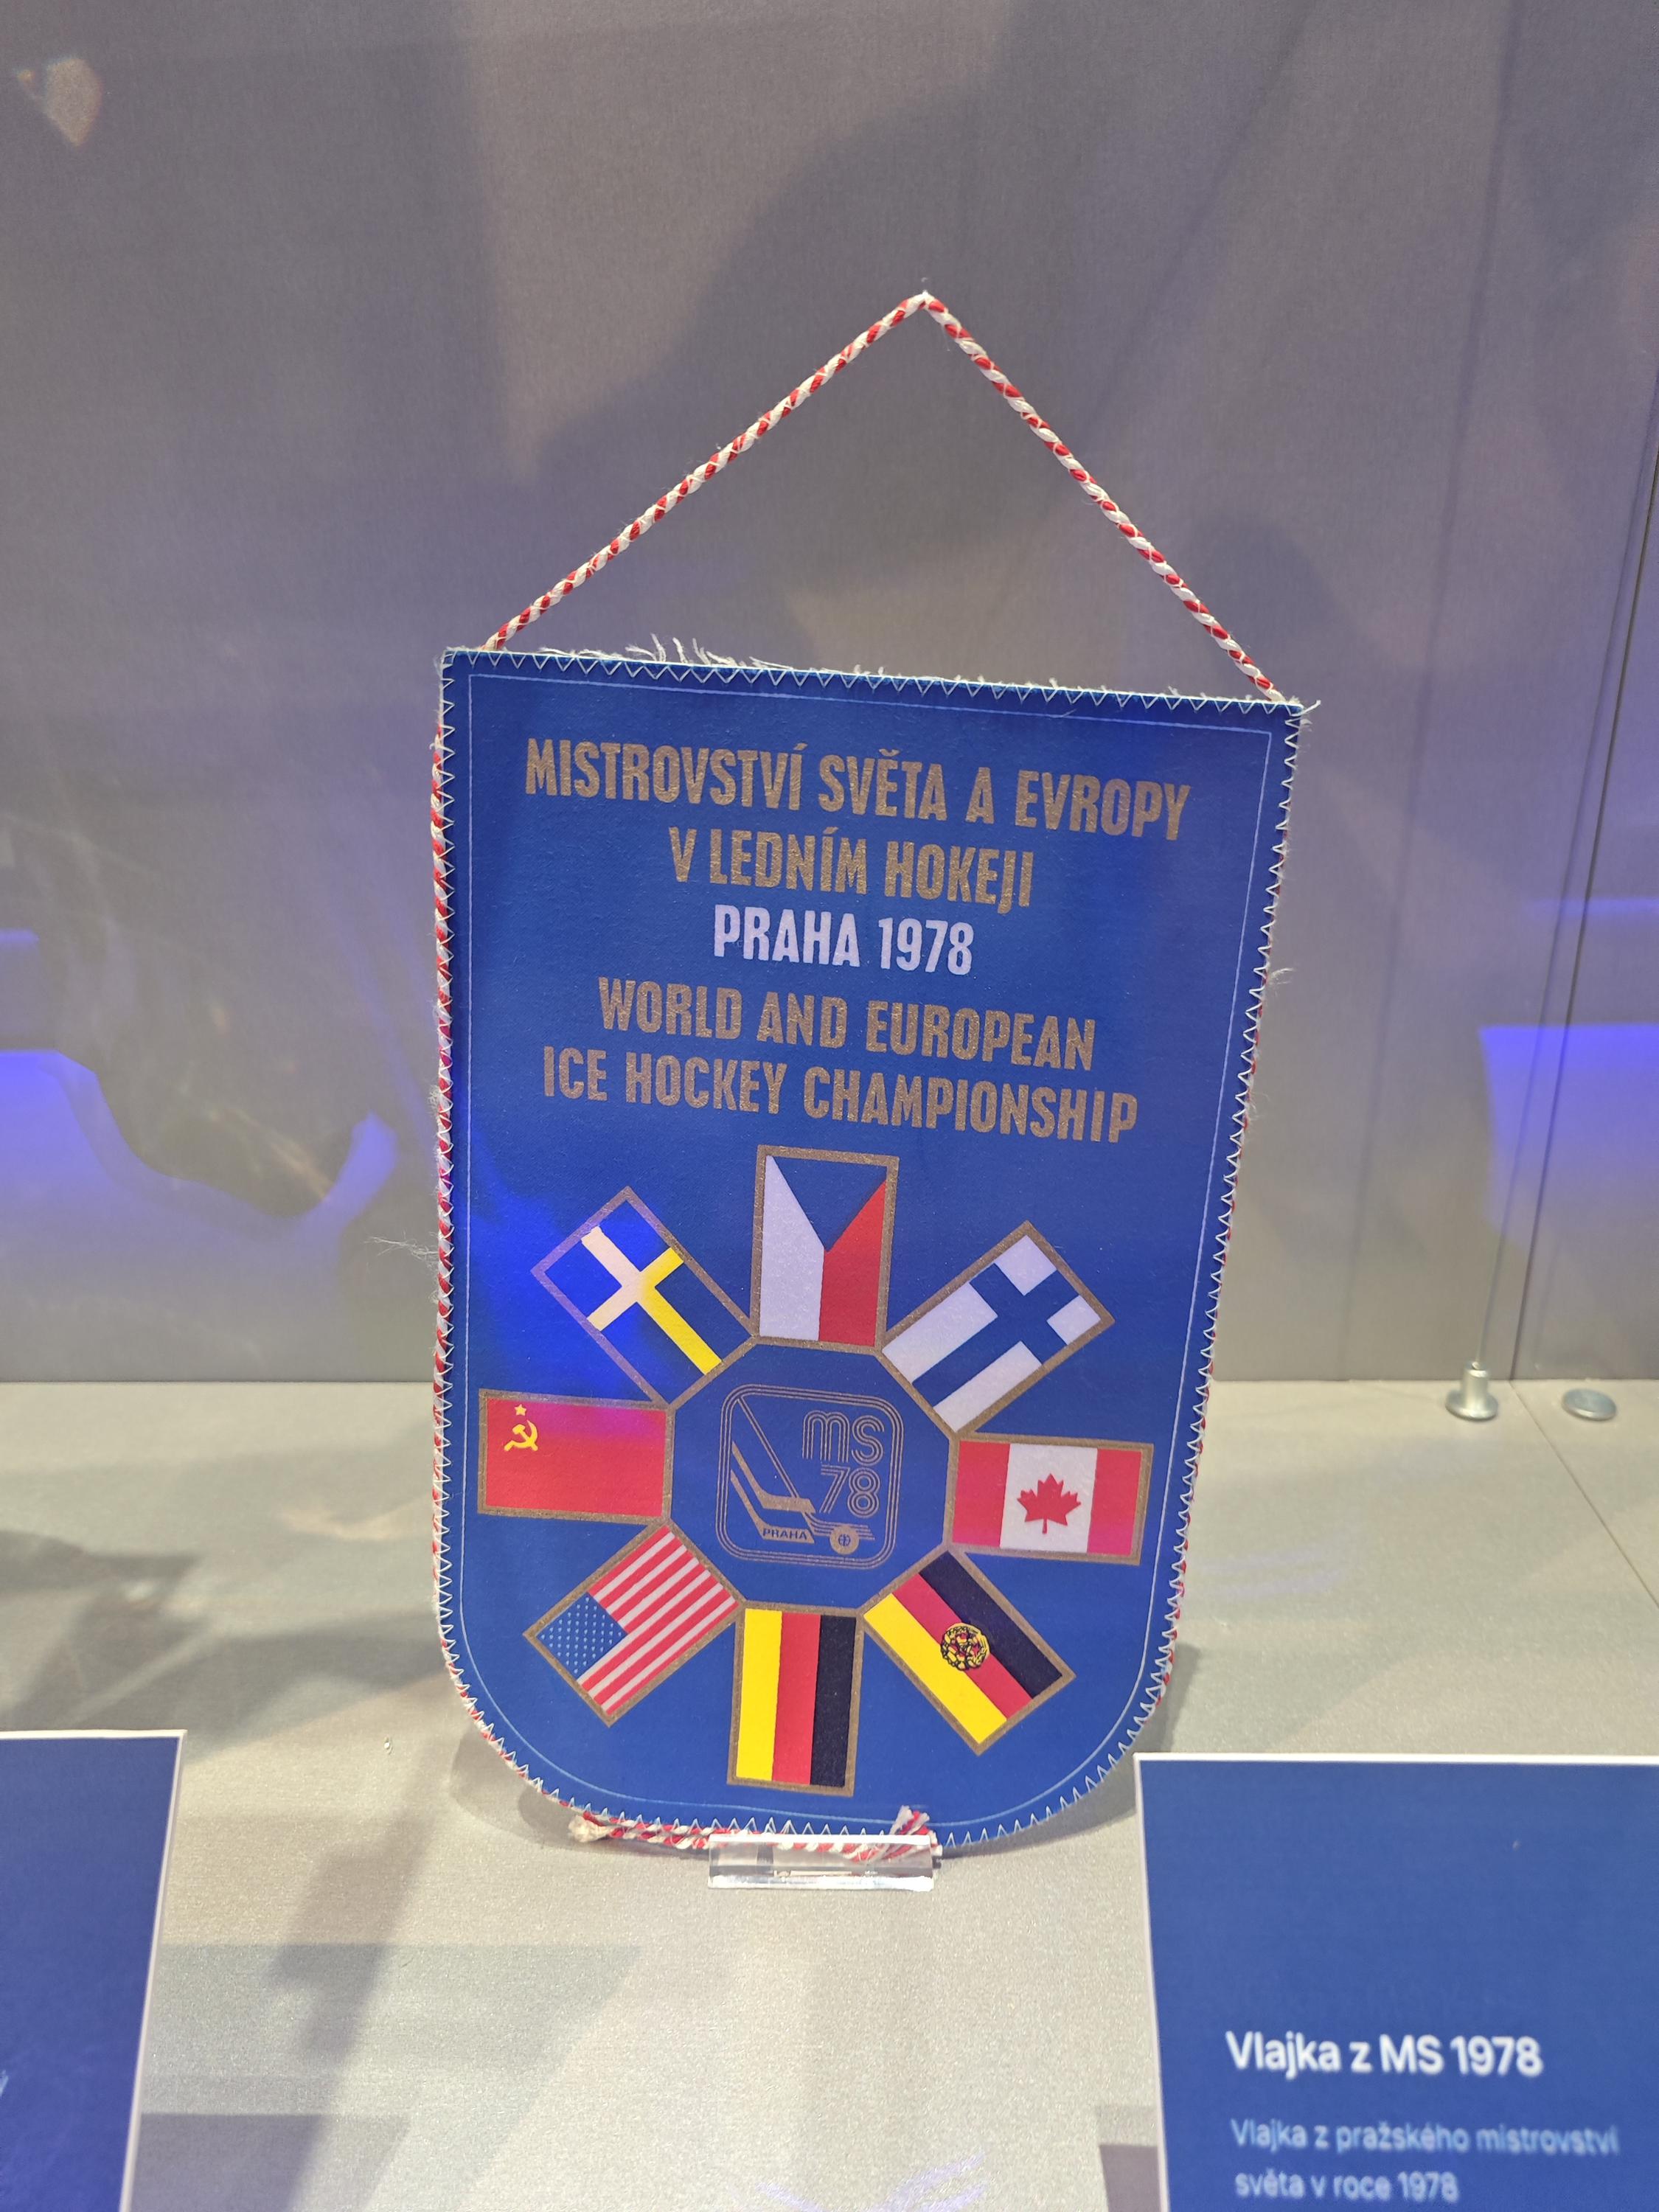 MISTROVSTVÍ SVĚTA A EVROPY
V LEDNÍM HOKEJI
PRAHA 1978
WORLD AND EUROPEAN
ICE HOCKEY CHAMPIONSHIP
MS
78
PRAHA
Vlajka z MS 1978
Vlajka z pražského mistrovství
světa v roce 1978